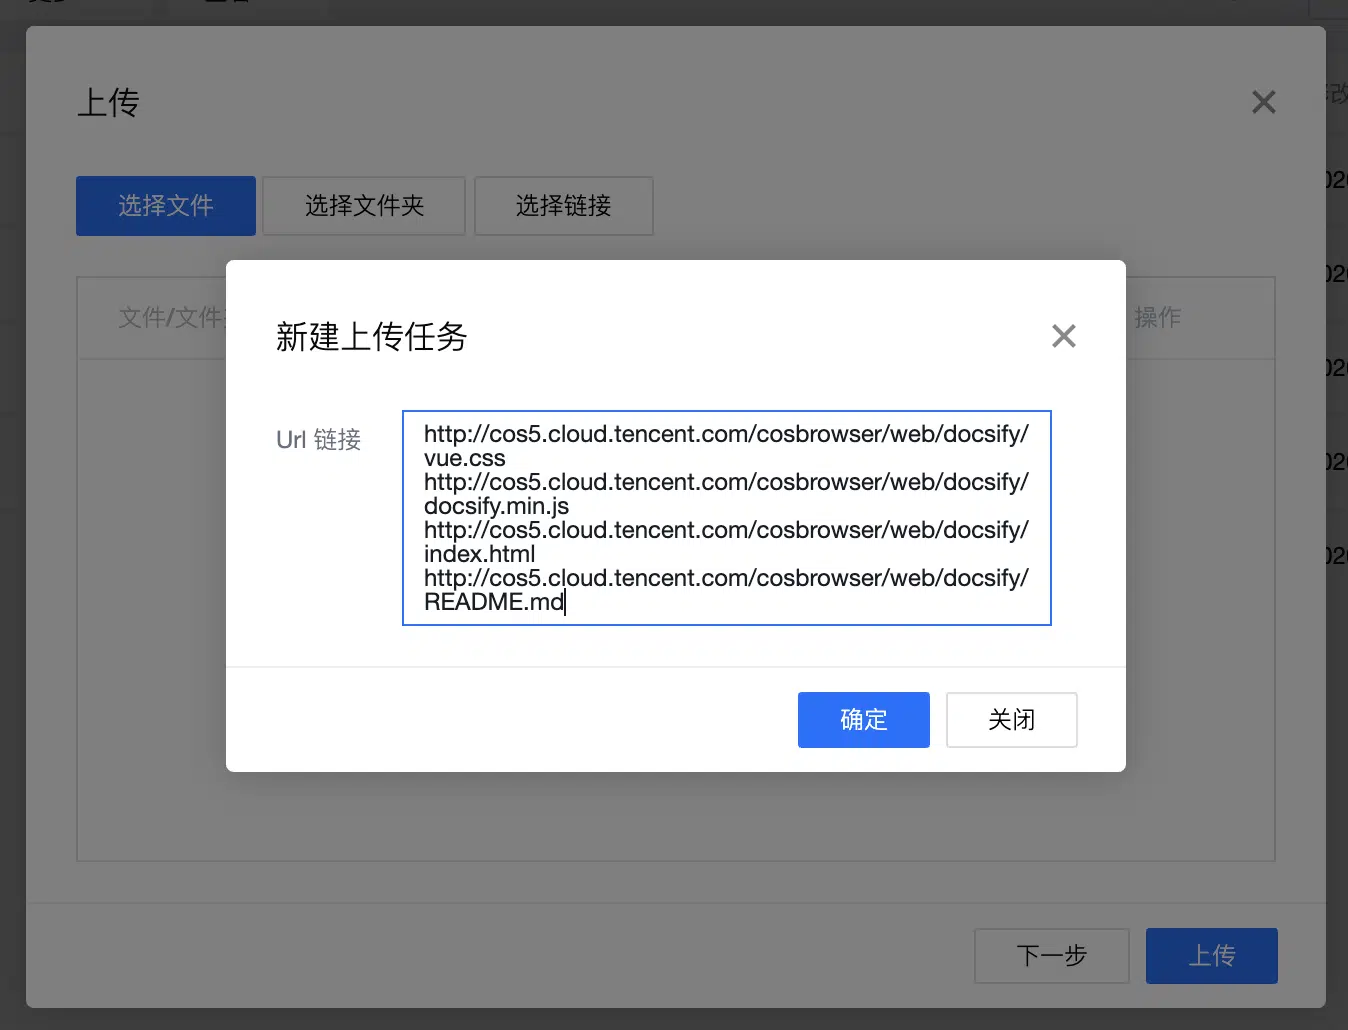 上传
选择文件
选择文件夹
选择链接
文件/文件
操作
新建上传任务
Url 链接
http://cos5.cloud.tencent.com/cosbrowser/web/docsify/
vue.css
http://cos5.cloud.tencent.com/cosbrowser/web/docsify/
docsify.min.js
http://cos5.cloud.tencent.com/cosbrowser/web/docsify/
index.html
http://cos5.cloud.tencent.com/cosbrowser/web/docsify/
README.md
确定
关闭
下一步
上传